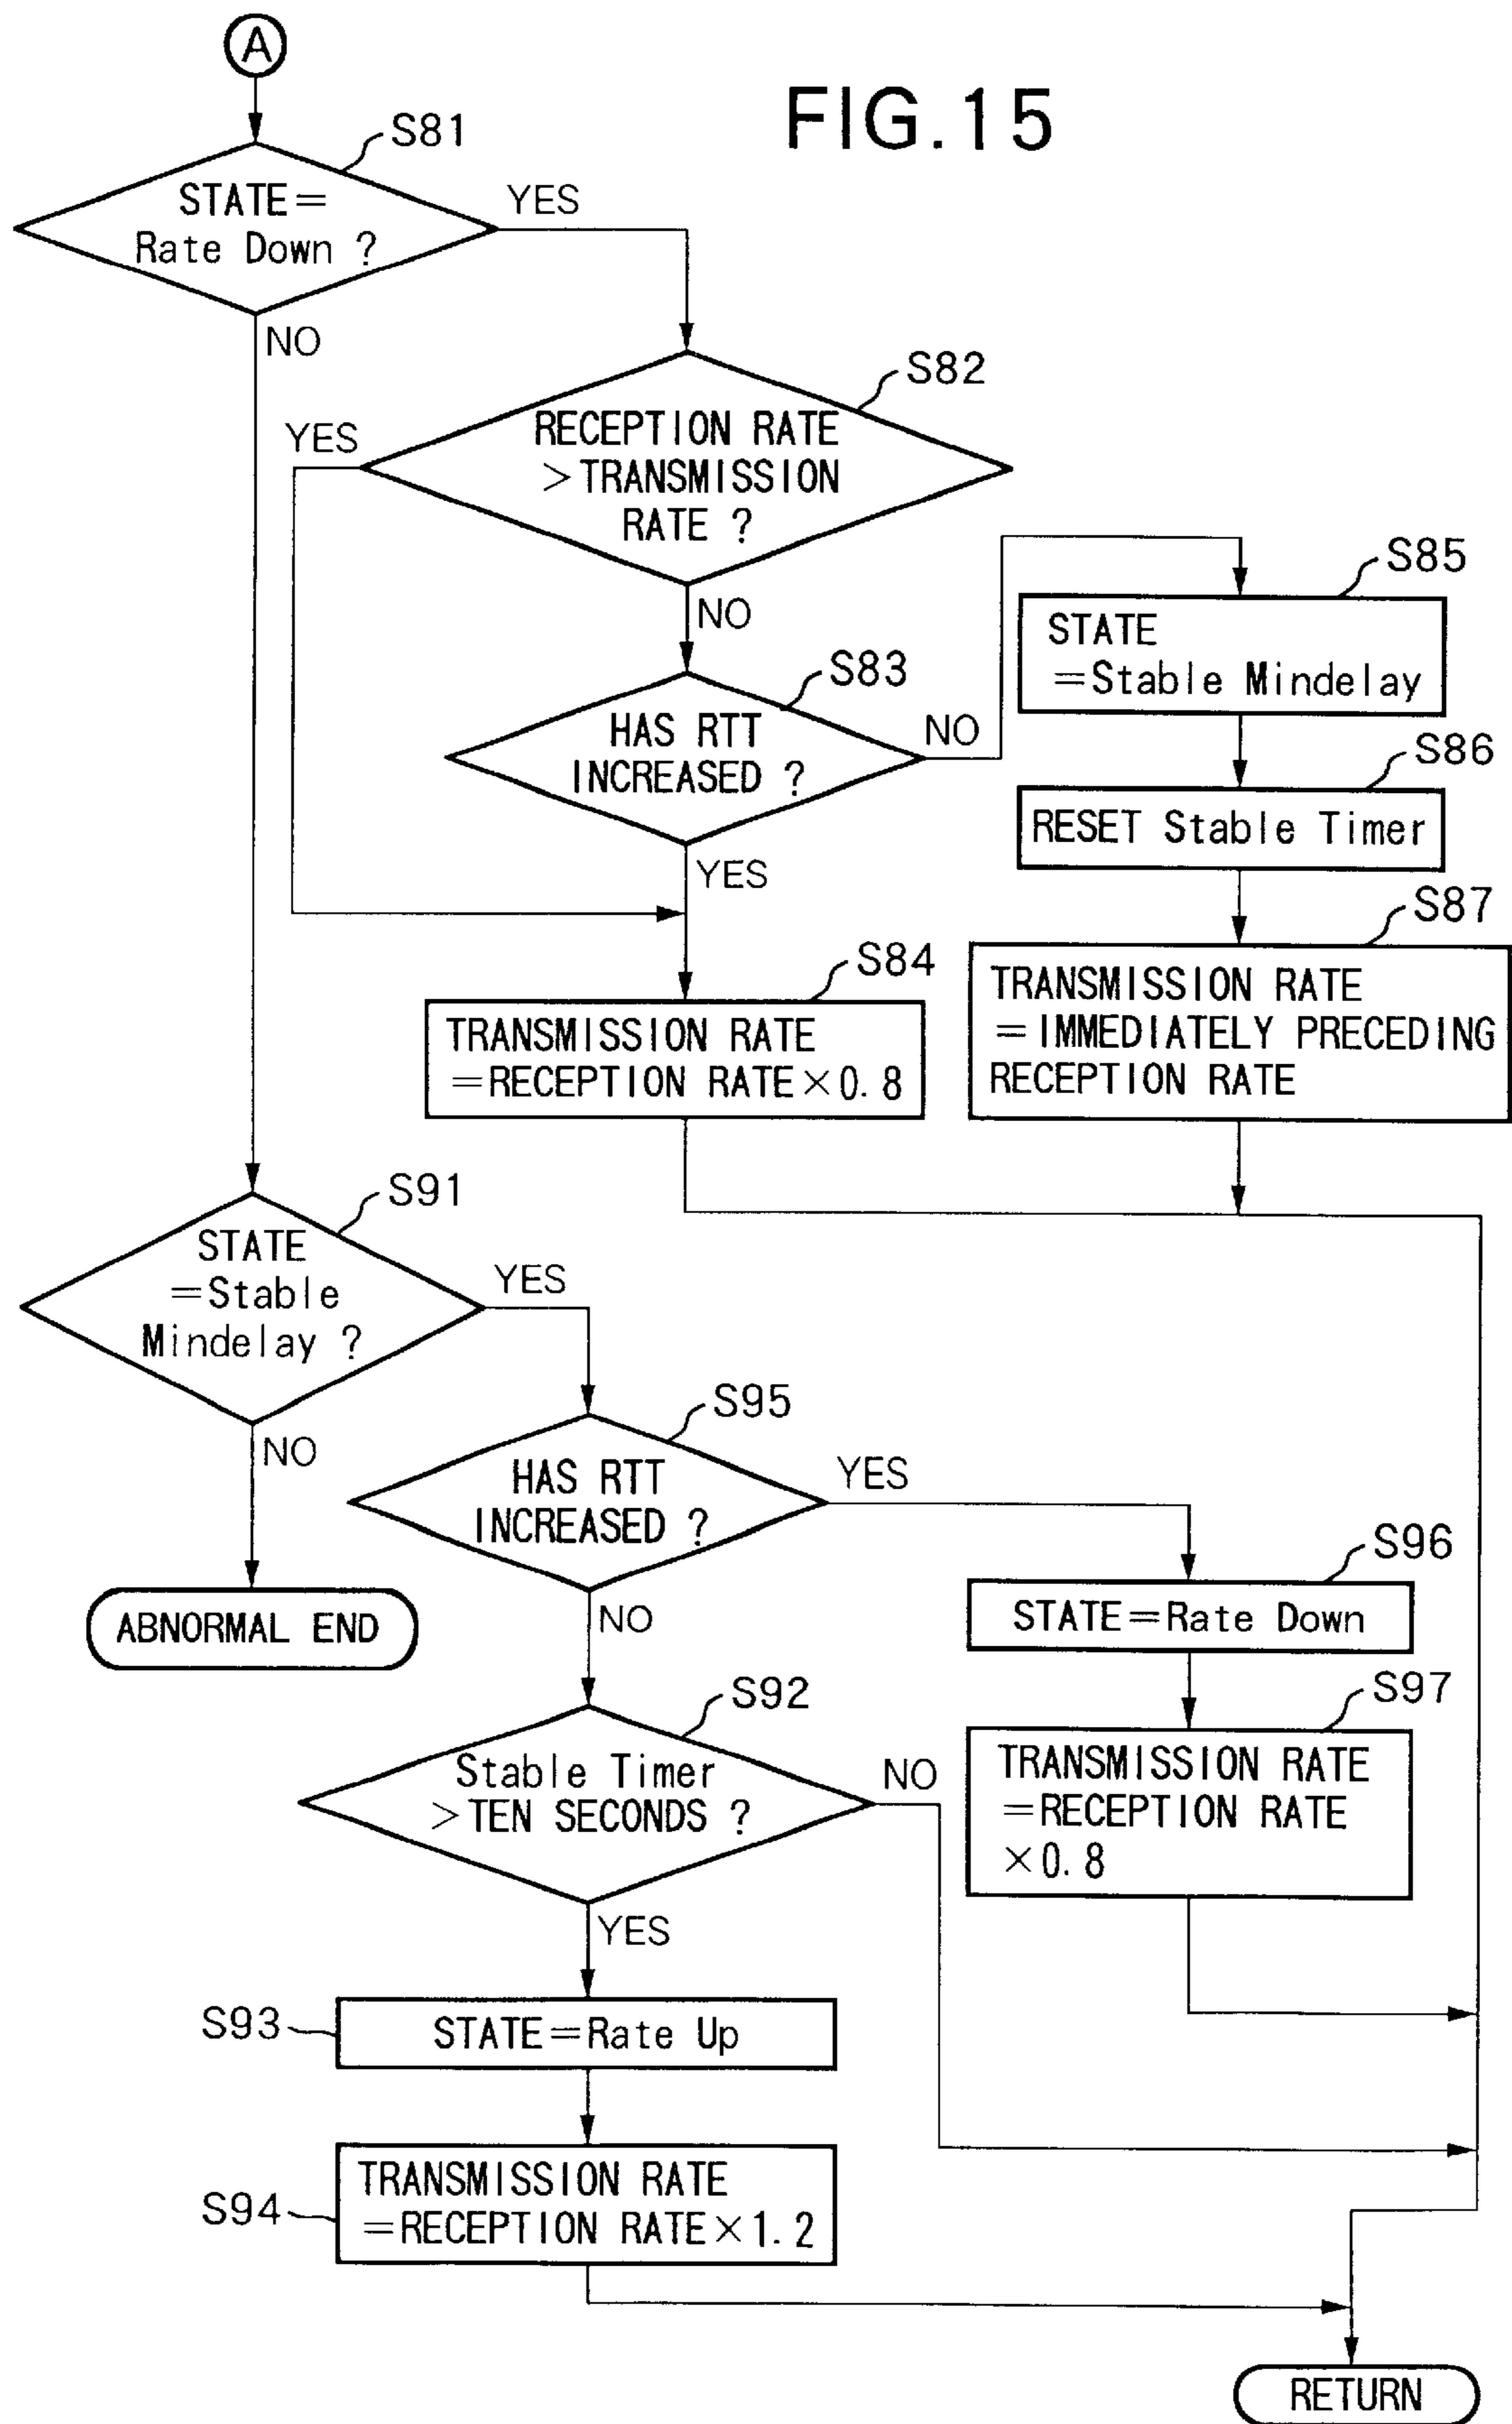 A
FIG.15
S81
STATE=
Rate Down ?
YES
NO
S82
RECEPTION RATE
>TRANSMISSION
RATE ?
YES
NO
S83
HAS RTT
INCREASED ?
NO
YES
S85
STATE
=Stable Mindelay
S86
RESET Stable Timer
S87
TRANSMISSION RATE
=IMMEDIATELY PRECEDING
RECEPTION RATE
S84
TRANSMISSION RATE
=RECEPTION RATE×0.8
S91
STATE
=Stable
Mindelay ?
YES
NO
ABNORMAL END
S95
HAS RTT
INCREASED ?
YES
NO
S96
STATE=Rate Down
S97
TRANSMISSION RATE
=RECEPTION RATE
×0.8
S92
Stable Timer
>TEN SECONDS ?
NO
YES
S93
STATE=Rate Up
S94
TRANSMISSION RATE
=RECEPTION RATE×1.2
RETURN